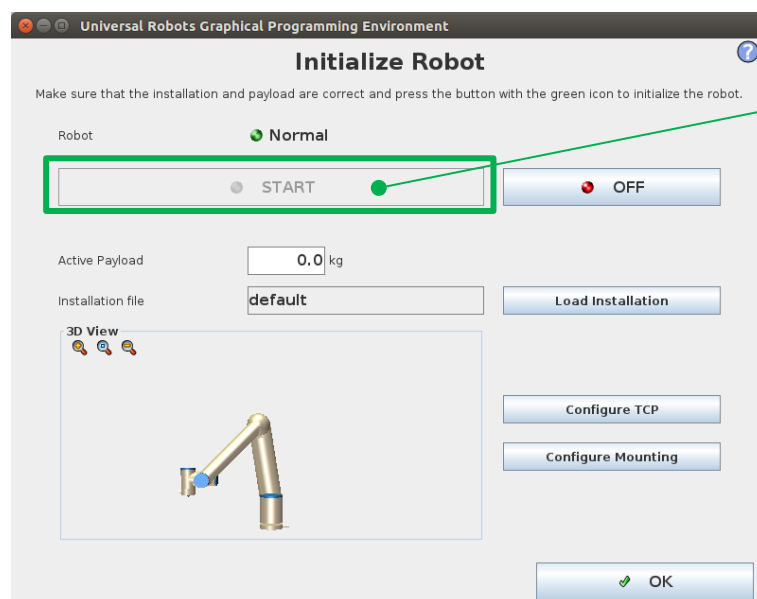 Universal Robots Graphical Programming Environment
Initialize Robot
?
Make sure that the installation and payload are correct and press the button with the green icon to initialize the robot.
Robot Normal
START OFF
Active Payload 0.0 kg
Installation file default Load Installation
3D View
Configure TCP
Configure Mounting
OK